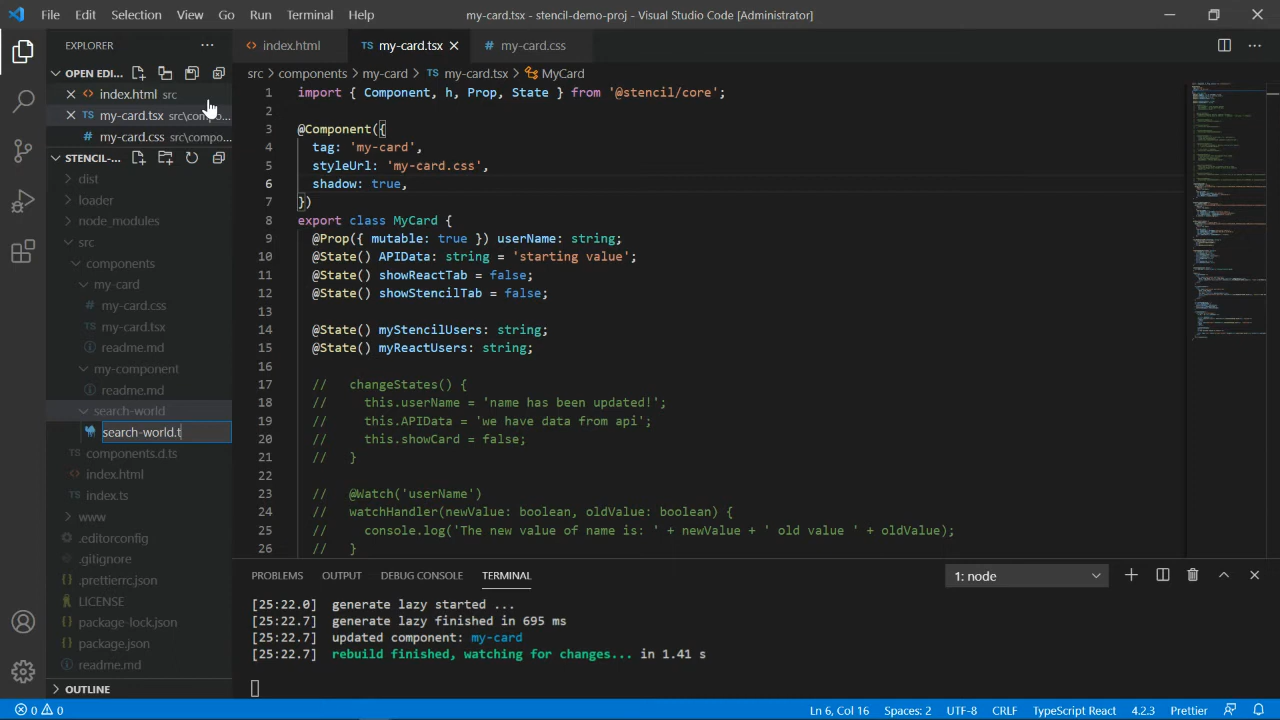 File Edit Selection View Go Run Terminal Help my-card.tsx - stencil-demo-proj - Visual Studio Code [Administrator]
EXPLORER
OPEN EDI...
index.html src
my-card.tsx src\compo...
my-card.css src\compo...
STENCIL-...
dist
loader
node_modules
src
components
my-card
my-card.css
my-card.tsx
readme.md
my-component
readme.md
search-world
search-world.t
components.d.ts
index.html
index.ts
www
.editorconfig
.gitignore
.prettierrc.json
LICENSE
package-lock.json
package.json
readme.md
OUTLINE
index.html TS my-card.tsx my-card.css
src > components > my-card > TS my-card.tsx > MyCard
1 import { Component, h, Prop, State } from '@stencil/core';
2
3 @Component({
4 tag: 'my-card',
5 styleUrl: 'my-card.css',
6 shadow: true,
7 })
8 export class MyCard {
9 @Prop({ mutable: true }) userName: string;
10 @State() APIData: string = 'starting value';
11 @State() showReactTab = false;
12 @State() showStencilTab = false;
13
14 @State() myStencilUsers: string;
15 @State() myReactUsers: string;
16
17 // changeStates() {
18 // this.userName = 'name has been updated!';
19 // this.APIData = 'we have data from api';
20 // this.showCard = false;
21 // }
22
23 // @Watch('userName')
24 // watchHandler(newValue: boolean, oldValue: boolean) {
25 // console.log('The new value of name is: ' + newValue + ' old value ' + oldValue);
26 // }
PROBLEMS OUTPUT DEBUG CONSOLE TERMINAL 1: node
[25:22.0] generate lazy started ...
[25:22.7] generate lazy finished in 695 ms
[25:22.7] updated component: my-card
[25:22.7] rebuild finished, watching for changes... in 1.41 s
0 0 Ln 6, Col 16 Spaces: 2 UTF-8 CRLF TypeScript React 4.2.3 Prettier